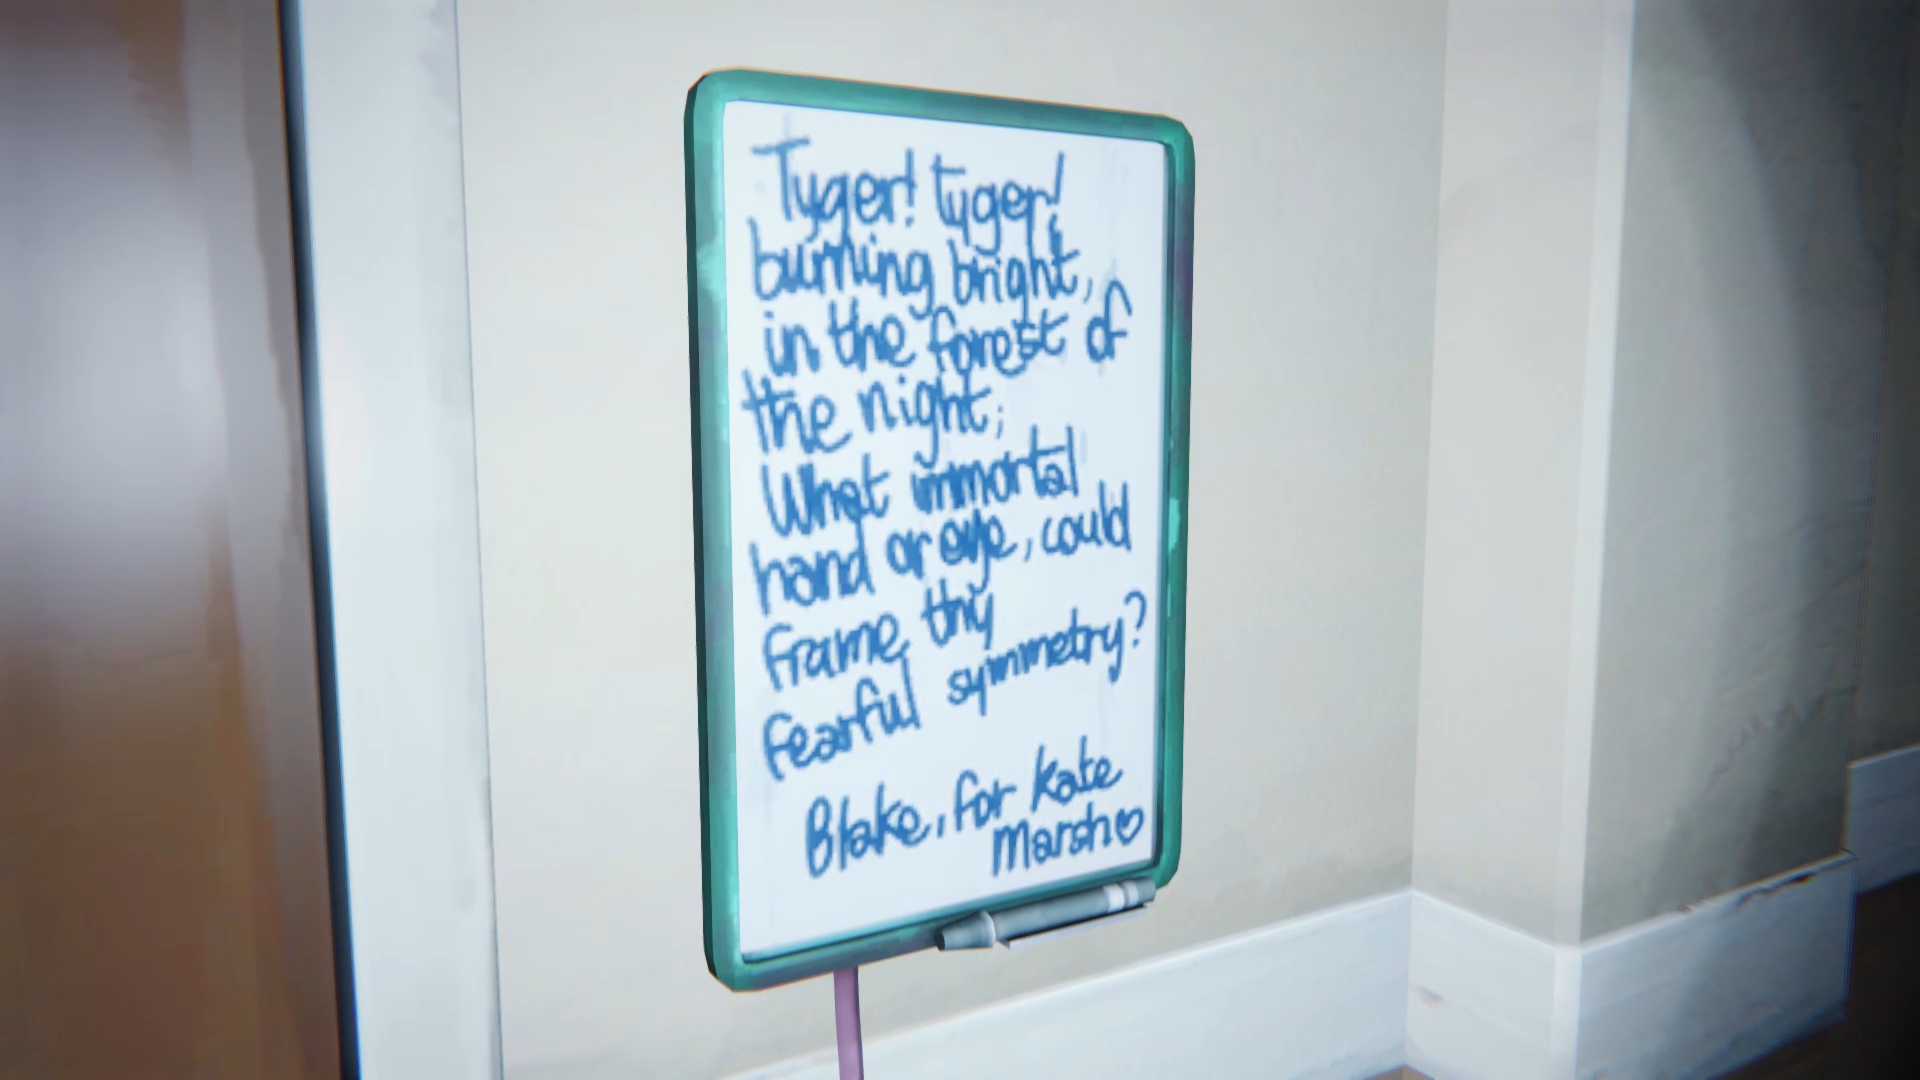 Tyger! tyger!
burning bright,
in the forest of
the night;
What immortal
hand or eye, could
frame thy
fearful symmetry?
Blake, for Kate
Marsh♡